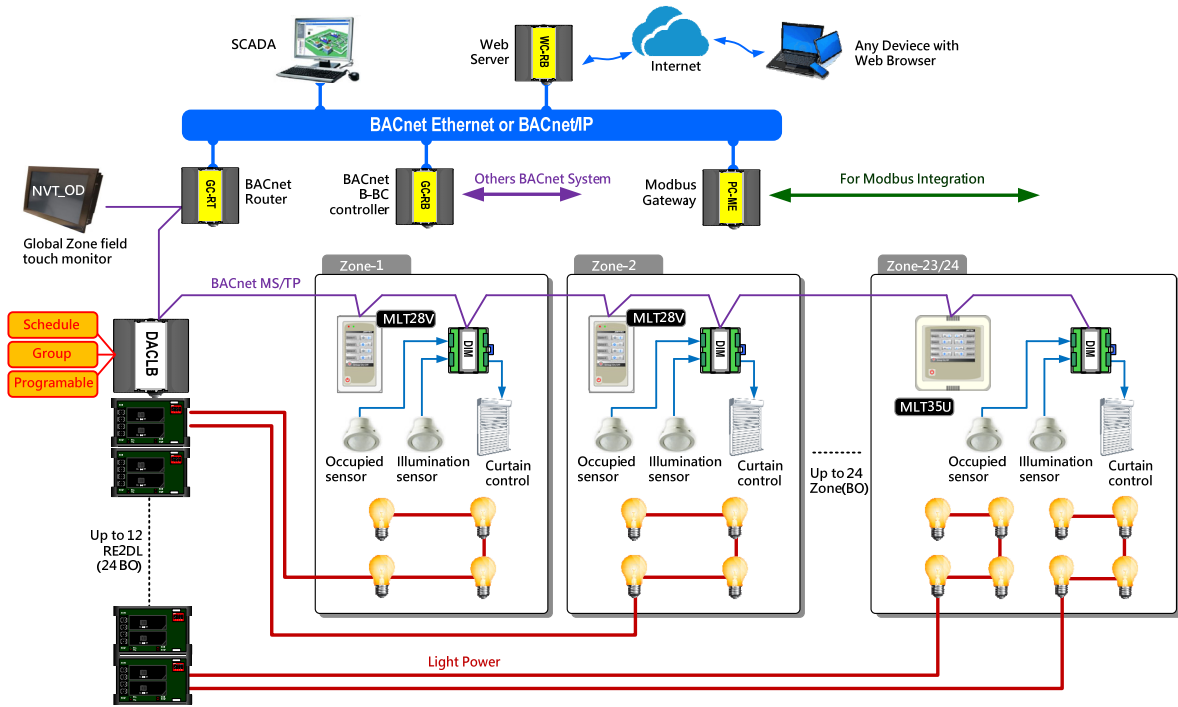 SCADA
Web
Server
WC-RB
Internet
Any Deviece with
Web Browser
BACnet Ethernet or BACnet/IP
NVT_OD
Global Zone field
touch monitor
GC-RT
BACnet
Router
BACnet
B-BC
controller
GC-RB
Others BACnet System
Modbus
Gateway
PC-ME
For Modbus Integration
BACnet MS/TP
Schedule
Group
Programable
DACLB
Up to 12
RE2DL
(24 BO)
Zone-1
MLT28V
DIM
Occupied
sensor
Illumination
sensor
Curtain
control
Zone-2
MLT28V
DIM
Occupied
sensor
Illumination
sensor
Curtain
control
Up to 24
Zone(BO)
Zone-23/24
MLT35U
DIM
Occupied
sensor
Illumination
sensor
Curtain
control
Light Power